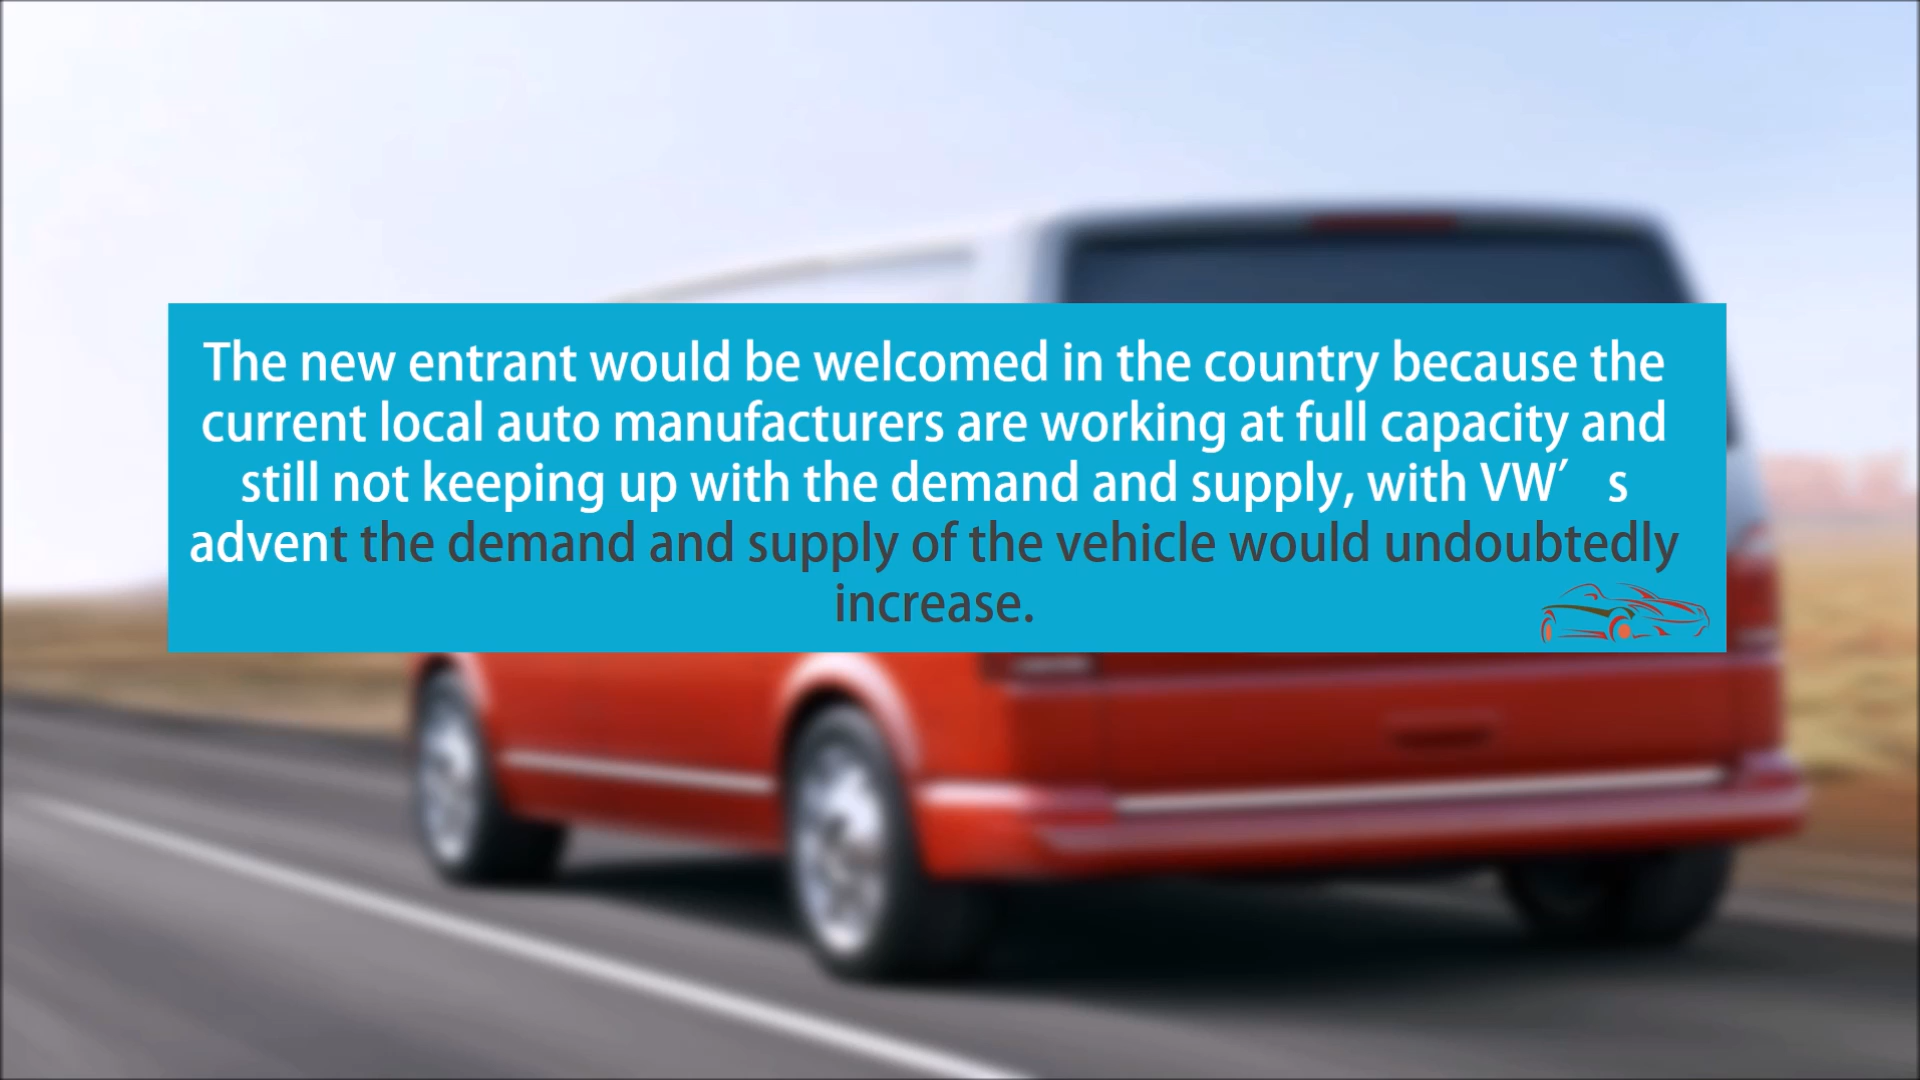 The new entrant would be welcomed in the country because the
current local auto manufacturers are working at full capacity and
still not keeping up with the demand and supply, with VW’ s
advent the demand and supply of the vehicle would undoubtedly
increase.